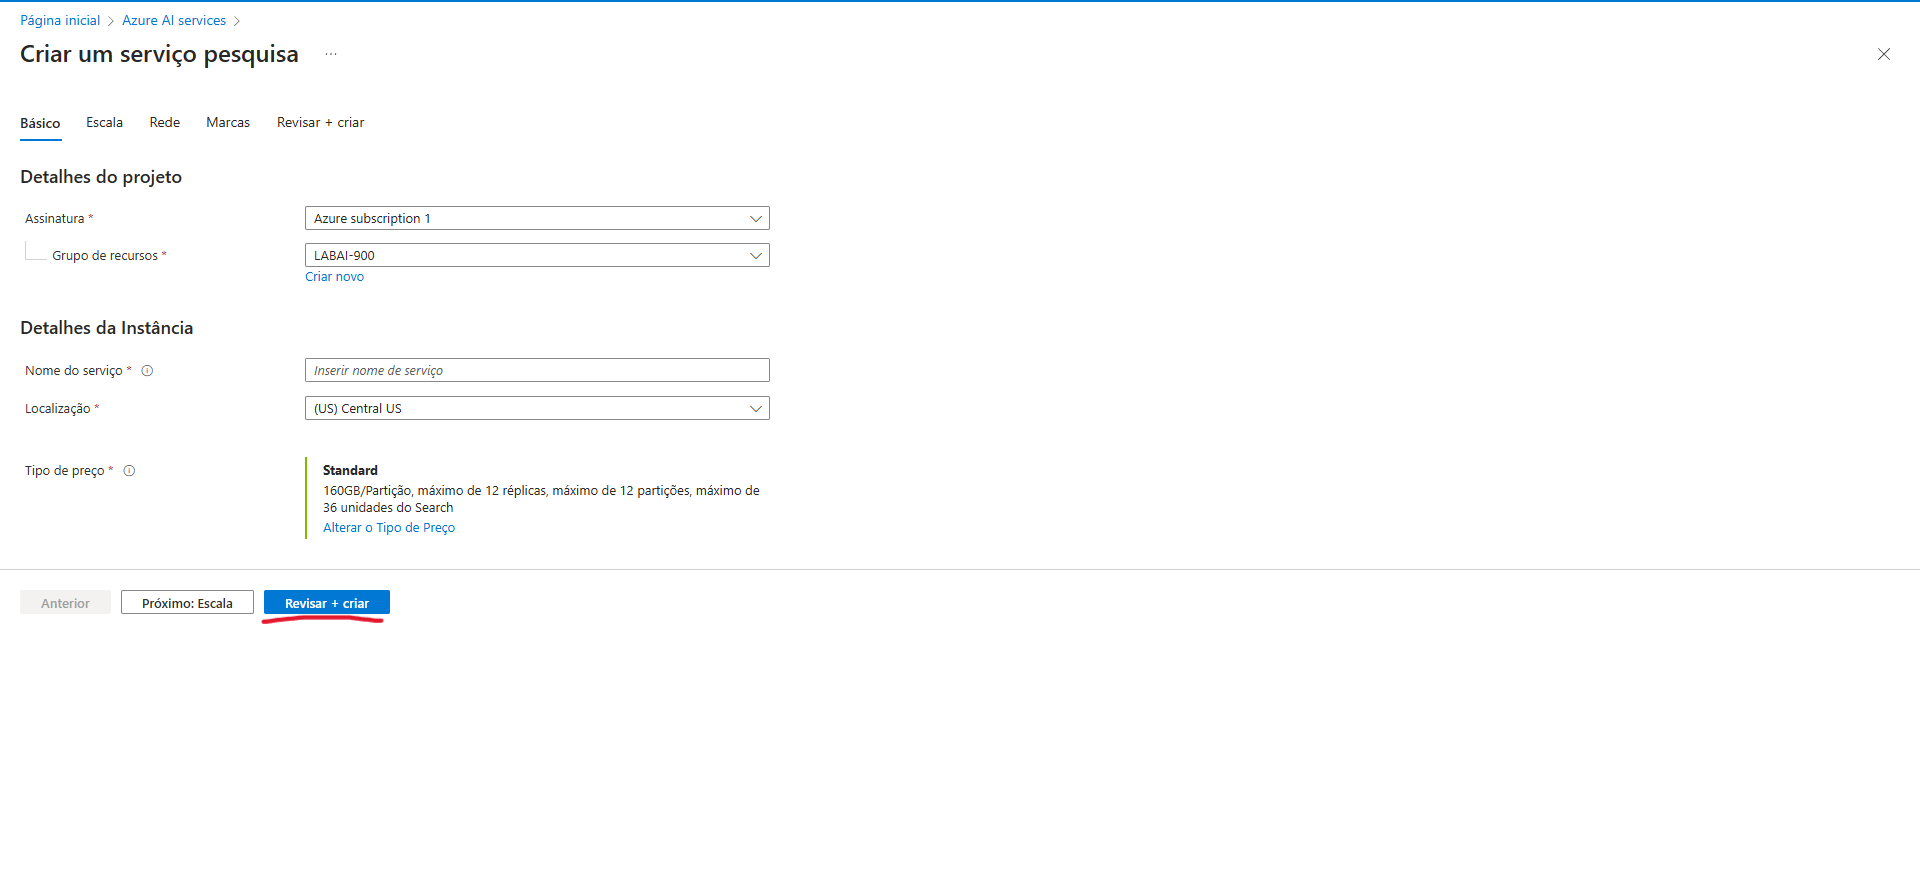 Página inicial > Azure AI services >
Criar um serviço pesquisa ...
Básico Escala Rede Marcas Revisar + criar
Detalhes do projeto
Assinatura * Azure subscription 1
Grupo de recursos * LABAI-900
Criar novo
Detalhes da Instância
Nome do serviço * Inserir nome de serviço
Localização * (US) Central US
Tipo de preço * Standard
160GB/Partição, máximo de 12 réplicas, máximo de 12 partições, máximo de
36 unidades do Search
Alterar o Tipo de Preço
Anterior Próximo: Escala Revisar + criar